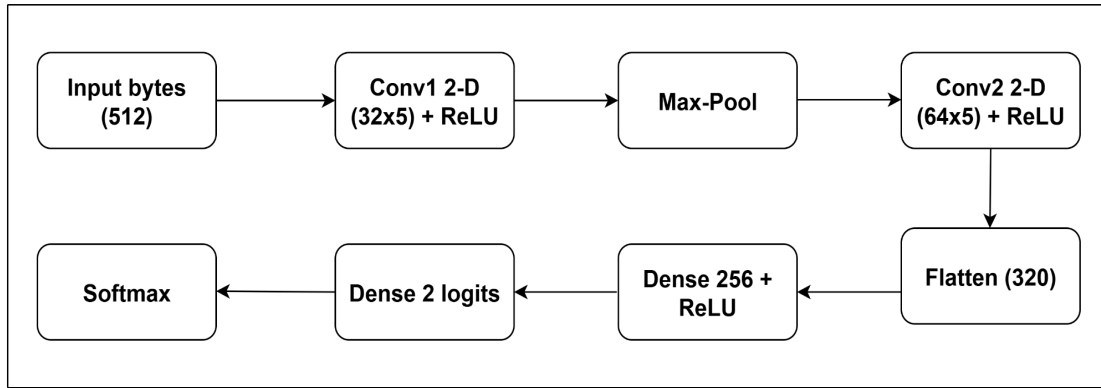 Input bytes
(512)
Conv1 2-D
(32x5) + ReLU
Max-Pool
Conv2 2-D
(64x5) + ReLU
Flatten (320)
Dense 256 +
ReLU
Dense 2 logits
Softmax